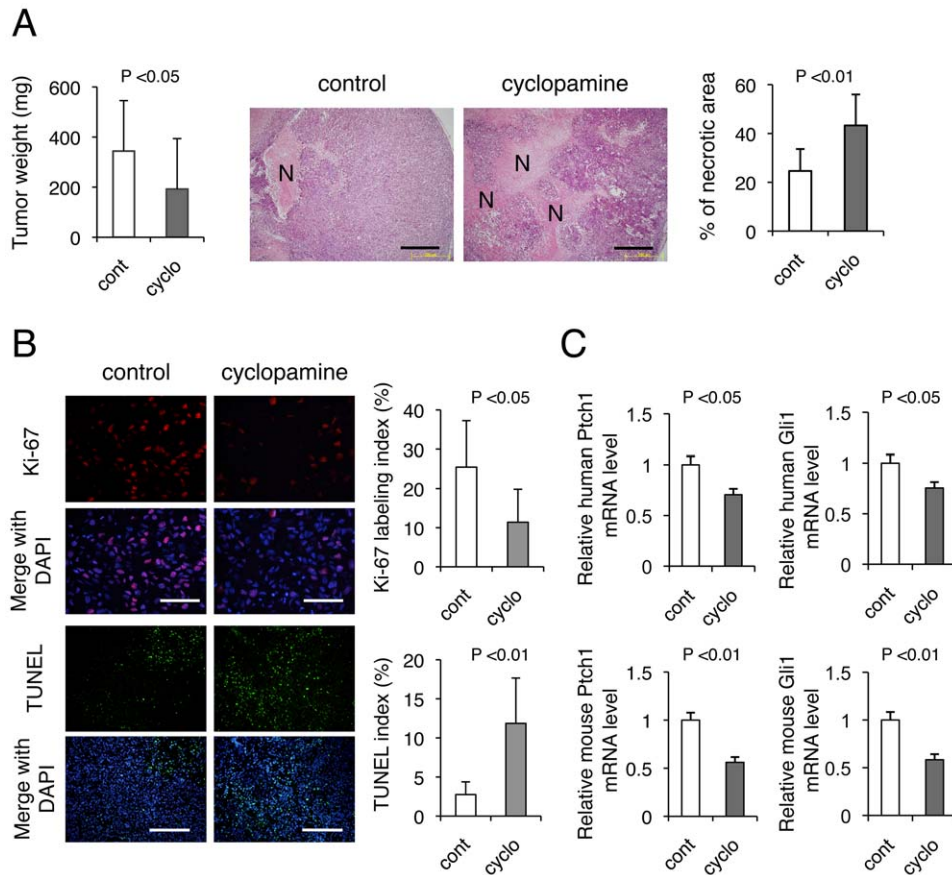 A
Tumor weight (mg)
600
400
200
0
P <0.05
cont
cyclo
control
cyclopamine
N
N
N
N
% of necrotic area
60
40
20
0
P <0.01
cont
cyclo
B
control
cyclopamine
Ki-67
Merge with
DAPI
TUNEL
Merge with
DAPI
Ki-67 labeling index (%)
40
30
20
10
0
P <0.05
cont
cyclo
TUNEL index (%)
20
15
10
5
0
P <0.01
cont
cyclo
C
Relative human Ptch1
mRNA level
1.5
1
0.5
0
P <0.05
cont
cyclo
Relative human Gli1
mRNA level
1.5
1
0.5
0
P <0.05
cont
cyclo
Relative mouse Ptch1
mRNA level
1.5
1
0.5
0
P <0.01
cont
cyclo
Relative mouse Gli1
mRNA level
1.5
1
0.5
0
P <0.01
cont
cyclo